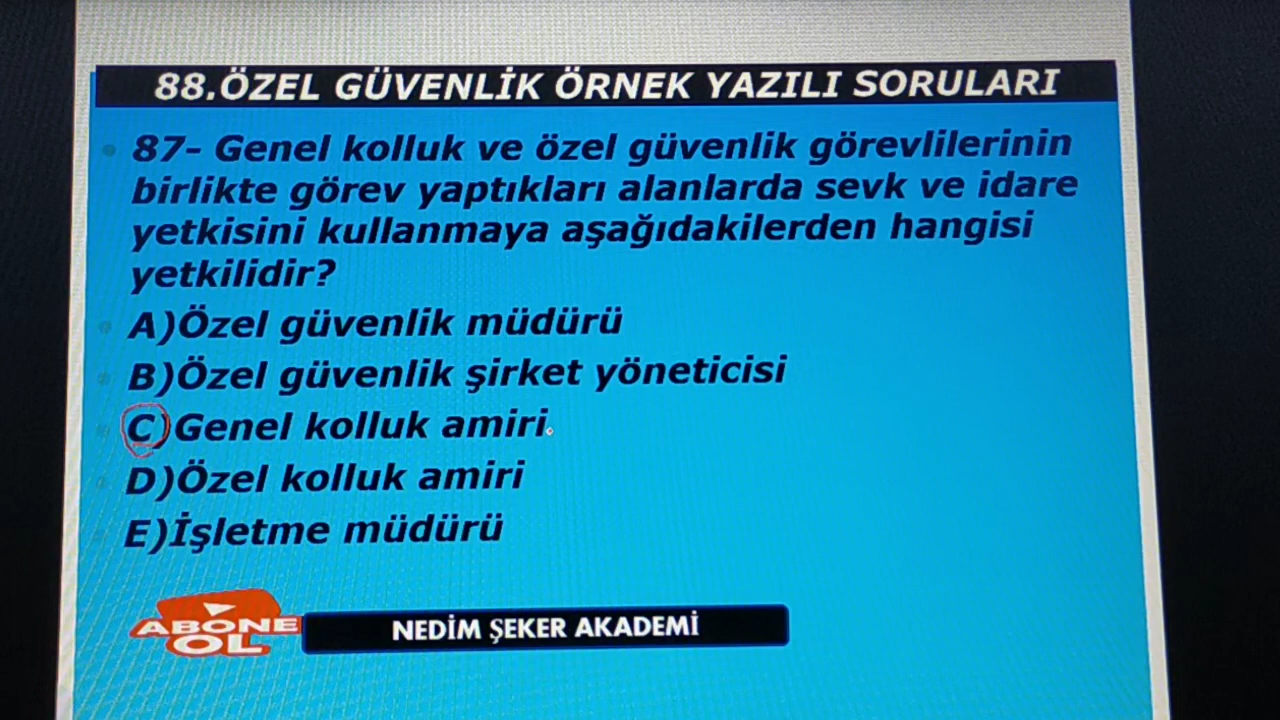 88.ÖZEL GÜVENLİK ÖRNEK YAZILI SORULARI
87- Genel kolluk ve özel güvenlik görevlilerinin
birlikte görev yaptıkları alanlarda sevk ve idare
yetkisini kullanmaya aşağıdakilerden hangisi
yetkilidir?
A)Özel güvenlik müdürü
B)Özel güvenlik şirket yöneticisi
C)Genel kolluk amiri
D)Özel kolluk amiri
E)İşletme müdürü
ABONE
OL
NEDİM ŞEKER AKADEMİ